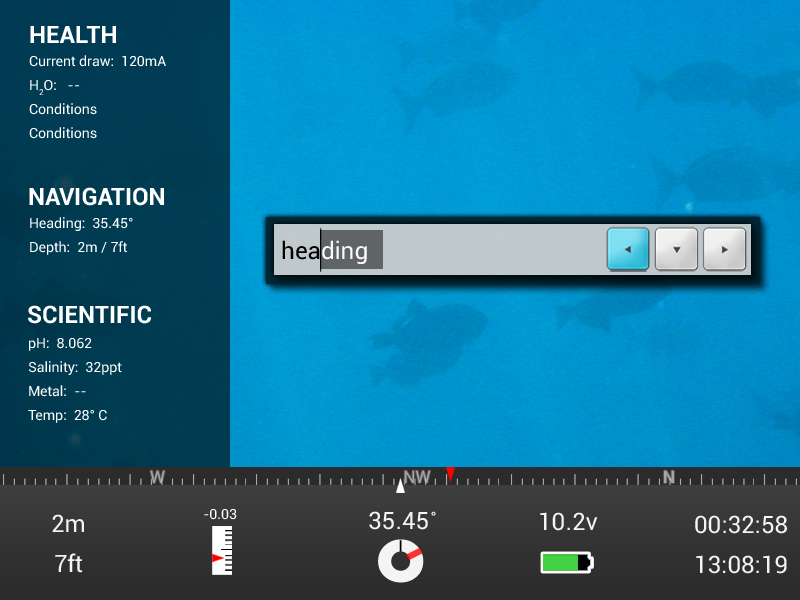 HEALTH
Current draw: 120mA
H₂O: --
Conditions
Conditions
NAVIGATION
Heading: 35.45°
Depth: 2m / 7ft
SCIENTIFIC
pH: 8.062
Salinity: 32ppt
Metal: --
Temp: 28° C
heading
W NW N
2m
7ft
-0.03
35.45°
10.2v
00:32:58
13:08:19